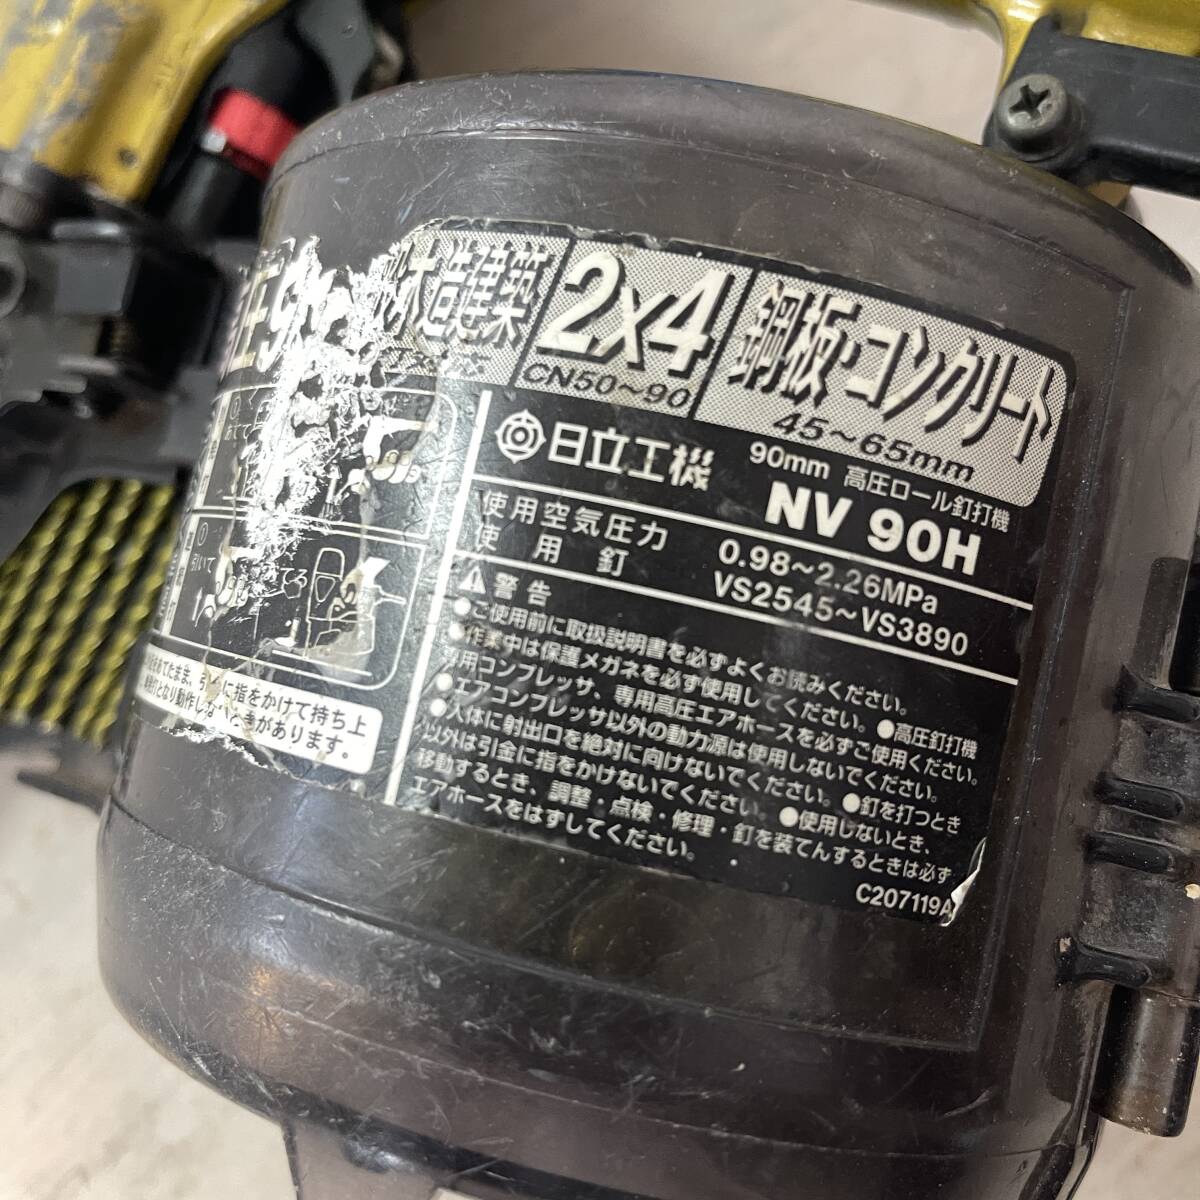 木造建築
2x4
CN50～90
鋼板・コンクリート
45～65mm
日立工機
90mm 高圧ロール釘打機
NV 90H
使用空気圧力 0.98～2.26MPa
使用釘 VS2545～VS3890
警告
●ご使用前に取扱説明書を必ずよくお読みください。
●作業中は保護メガネを必ず使用してください。●高圧釘打機
専用コンプレッサ、専用高圧エアホースを必ずご使用ください。
●エアコンプレッサ以外の動力源は使用しないでください。
●人体に射出口を絶対に向けないでください。●釘を打つとき
以外は引金に指をかけないでください。●使用しないとき、
移動するとき、調整・点検・修理・釘を装てんするときは必ず
エアホースをはずしてください。
C207119A
指をかけて持ち上
動作しないときがあります。